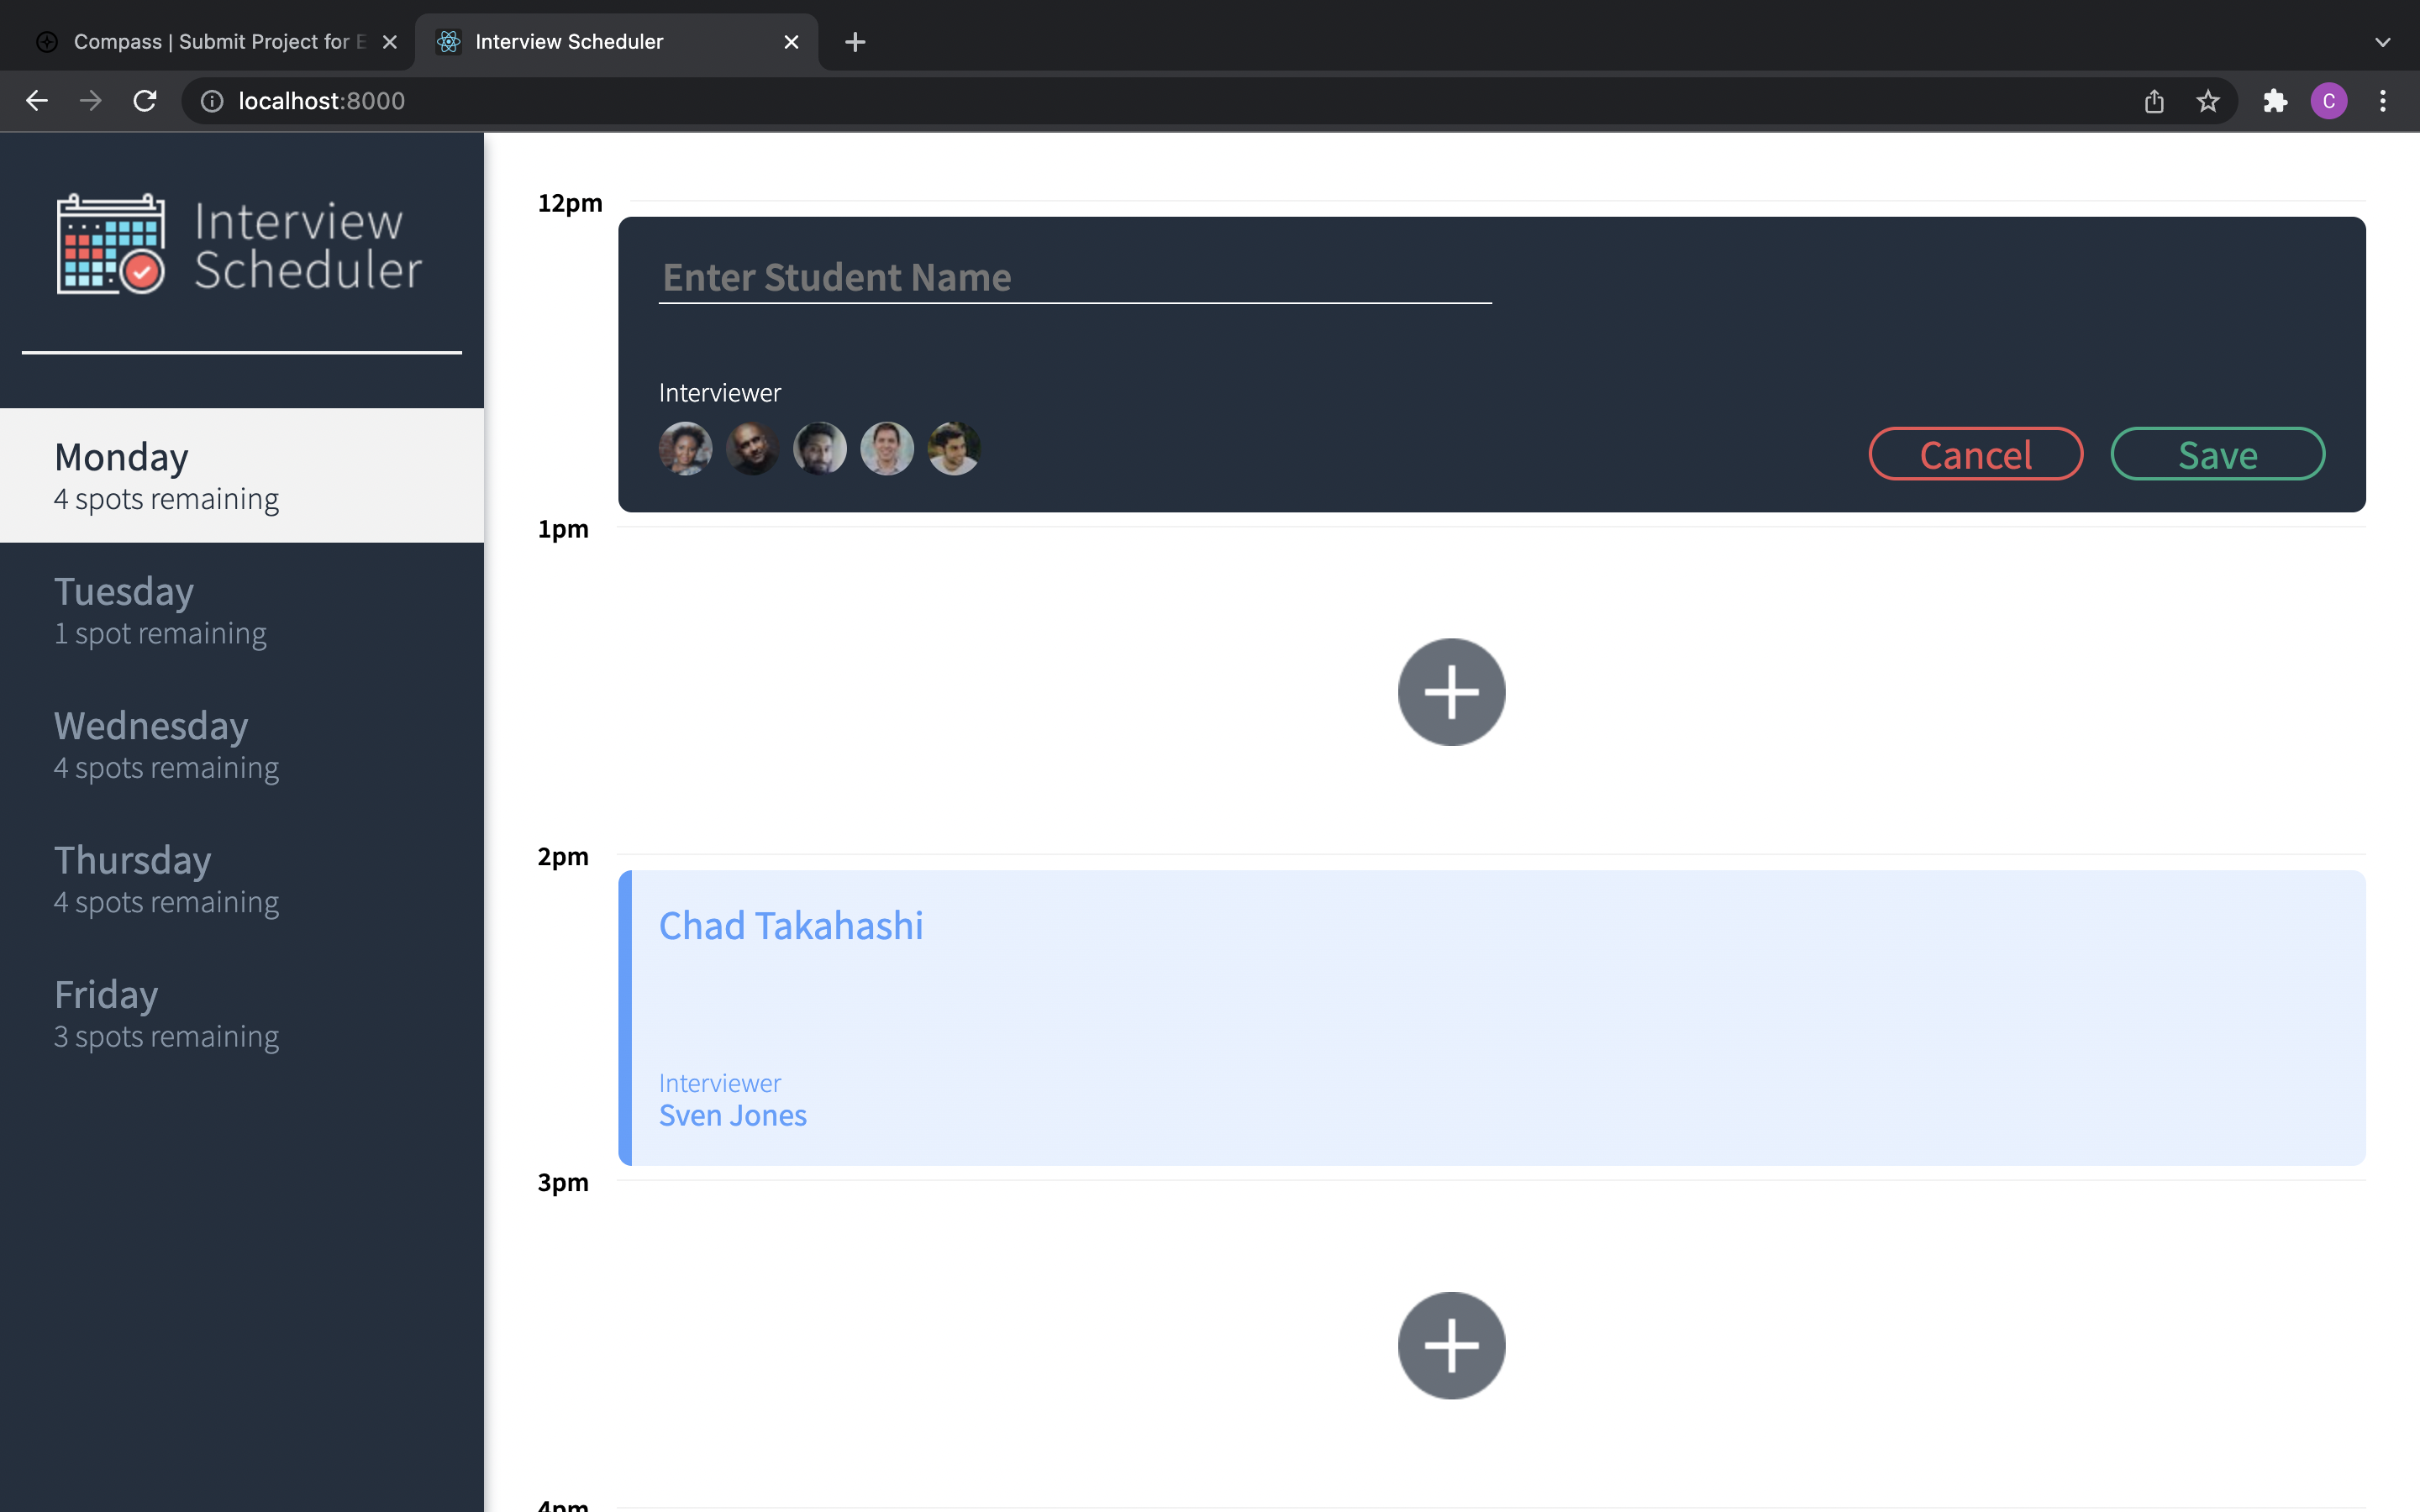 Compass | Submit Project for E
Interview Scheduler
localhost:8000
C
Interview
Scheduler
Monday
4 spots remaining
Tuesday
1 spot remaining
Wednesday
4 spots remaining
Thursday
4 spots remaining
Friday
3 spots remaining
12pm
Enter Student Name
Interviewer
Cancel
Save
1pm
2pm
Chad Takahashi
Interviewer
Sven Jones
3pm
4pm